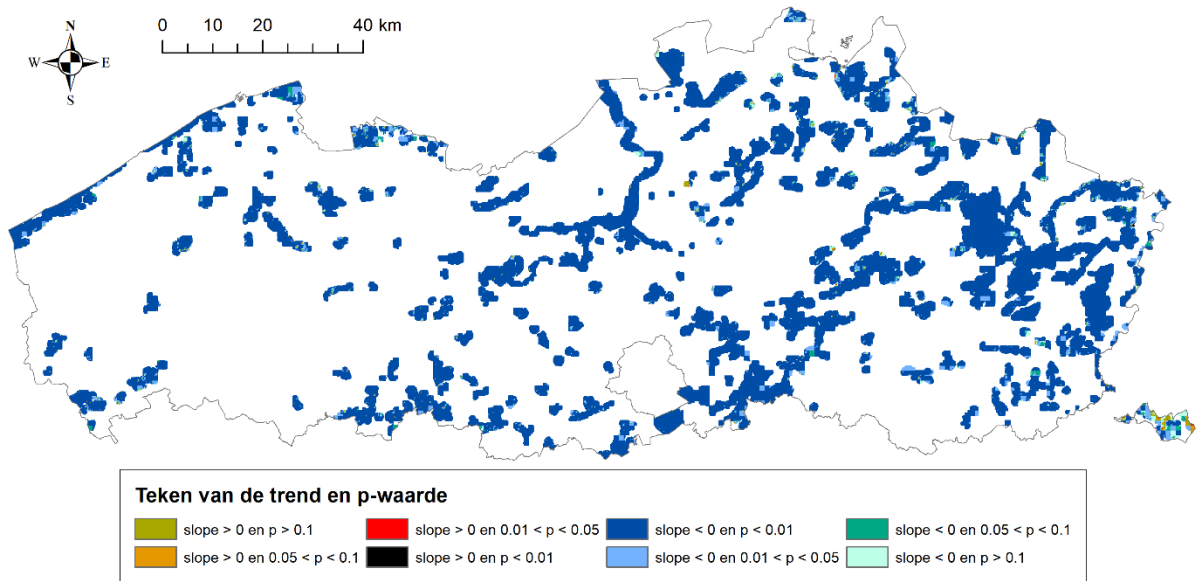 N
W E
S
0 10 20 40 km
Teken van de trend en p-waarde
slope > 0 en p > 0.1
slope > 0 en 0.01 < p < 0.05
slope < 0 en p < 0.01
slope < 0 en 0.05 < p < 0.1
slope > 0 en 0.05 < p < 0.1
slope > 0 en p < 0.01
slope < 0 en 0.01 < p < 0.05
slope < 0 en p > 0.1